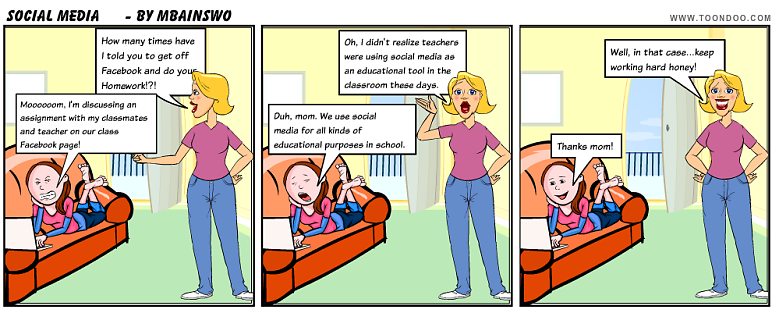 SOCIAL MEDIA - BY MBAINSWO
WWW.TOONDOO.COM
How many times have
I told you to get off
Facebook and do your
Homework!?!
Moooooom, I'm discussing an
assignment with my classmates
and teacher on our class
Facebook page!
Oh, I didn't realize teachers
were using social media as
an educational tool in the
classroom these days.
Duh, mom. We use social
media for all kinds of
educational purposes in school.
Well, in that case...keep
working hard honey!
Thanks mom!